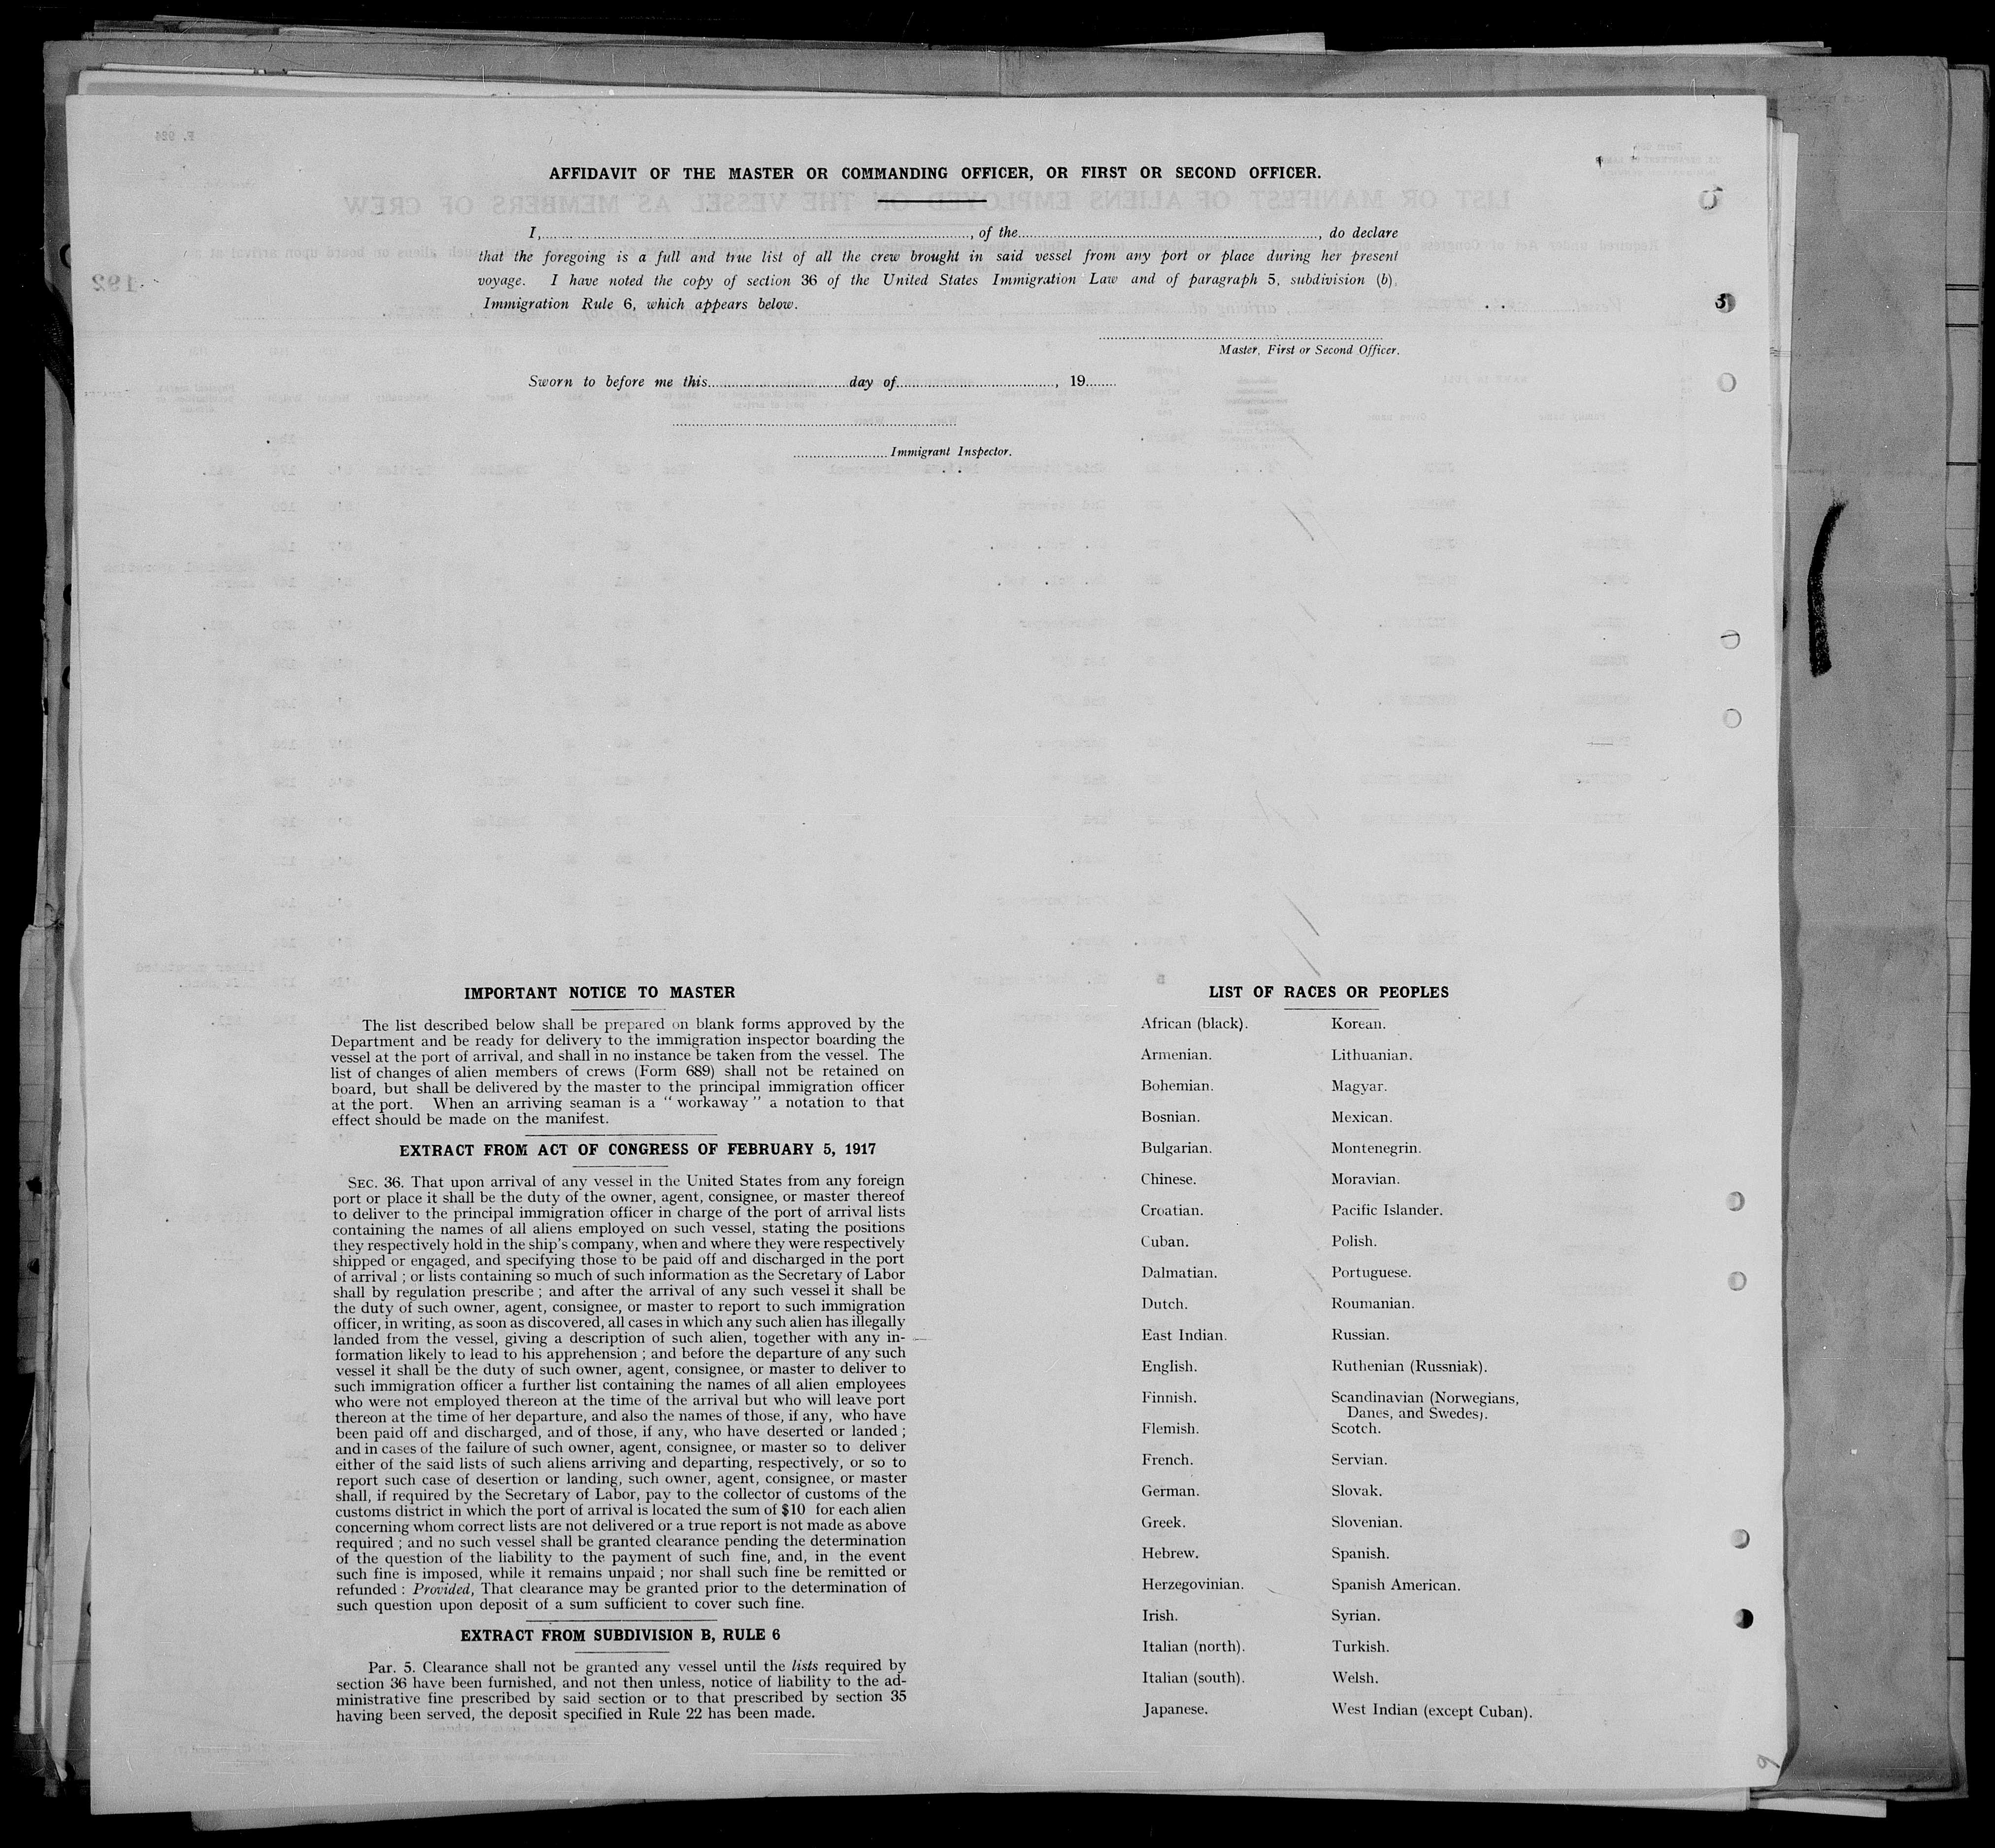 AFFIDAVIT OF THE MASTER OR COMMANDING OFFICER, OR FIRST OR SECOND OFFICER.
I,........, of the........, do declare
that the foregoing is a full and true list of all the crew brought in said vessel from any port or place during her present
voyage. I have noted the copy of section 36 of the United States Immigration Law and of paragraph 5, subdivision (b),
Immigration Rule 6, which appears below.
Master, First or Second Officer.
Sworn to before me this........day of........, 19........
........Immigrant Inspector.
IMPORTANT NOTICE TO MASTER
The list described below shall be prepared on blank forms approved by the
Department and be ready for delivery to the immigration inspector boarding the
vessel at the port of arrival, and shall in no instance be taken from the vessel. The
list of changes of alien members of crews (Form 689) shall not be retained on
board, but shall be delivered by the master to the principal immigration officer
at the port. When an arriving seaman is a " workaway " a notation to that
effect should be made on the manifest.
EXTRACT FROM ACT OF CONGRESS OF FEBRUARY 5, 1917
SEC. 36. That upon arrival of any vessel in the United States from any foreign
port or place it shall be the duty of the owner, agent, consignee, or master thereof
to deliver to the principal immigration officer in charge of the port of arrival lists
containing the names of all aliens employed on such vessel, stating the positions
they respectively hold in the ship's company, when and where they were respectively
shipped or engaged, and specifying those to be paid off and discharged in the port
of arrival ; or lists containing so much of such information as the Secretary of Labor
shall by regulation prescribe ; and after the arrival of any such vessel it shall be
the duty of such owner, agent, consignee, or master to report to such immigration
officer, in writing, as soon as discovered, all cases in which any such alien has illegally
landed from the vessel, giving a description of such alien, together with any in-
formation likely to lead to his apprehension ; and before the departure of any such
vessel it shall be the duty of such owner, agent, consignee, or master to deliver to
such immigration officer a further list containing the names of all alien employees
who were not employed thereon at the time of the arrival but who will leave port
thereon at the time of her departure, and also the names of those, if any, who have
been paid off and discharged, and of those, if any, who have deserted or landed ;
and in cases of the failure of such owner, agent, consignee, or master so to deliver
either of the said lists of such aliens arriving and departing, respectively, or so to
report such case of desertion or landing, such owner, agent, consignee, or master
shall, if required by the Secretary of Labor, pay to the collector of customs of the
customs district in which the port of arrival is located the sum of $10 for each alien
concerning whom correct lists are not delivered or a true report is not made as above
required ; and no such vessel shall be granted clearance pending the determination
of the question of the liability to the payment of such fine, and, in the event
such fine is imposed, while it remains unpaid ; nor shall such fine be remitted or
refunded : Provided, That clearance may be granted prior to the determination of
such question upon deposit of a sum sufficient to cover such fine.
EXTRACT FROM SUBDIVISION B, RULE 6
Par. 5. Clearance shall not be granted any vessel until the lists required by
section 36 have been furnished, and not then unless, notice of liability to the ad-
ministrative fine prescribed by said section or to that prescribed by section 35
having been served, the deposit specified in Rule 22 has been made.
LIST OF RACES OR PEOPLES
African (black).
Armenian.
Bohemian.
Bosnian.
Bulgarian.
Chinese.
Croatian.
Cuban.
Dalmatian.
Dutch.
East Indian.
English.
Finnish.
Flemish.
French.
German.
Greek.
Hebrew.
Herzegovinian.
Irish.
Italian (north).
Italian (south).
Japanese.
Korean.
Lithuanian.
Magyar.
Mexican.
Montenegrin.
Moravian.
Pacific Islander.
Polish.
Portuguese.
Roumanian.
Russian.
Ruthenian (Russniak).
Scandinavian (Norwegians,
Danes, and Swedes).
Scotch.
Servian.
Slovak.
Slovenian.
Spanish.
Spanish American.
Syrian.
Turkish.
Welsh.
West Indian (except Cuban).